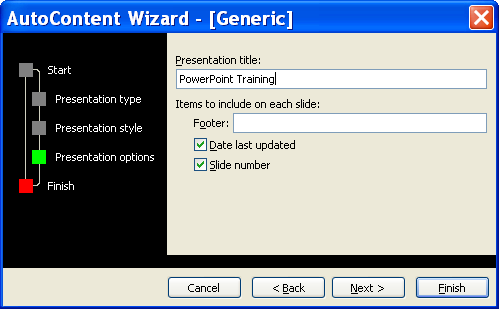 AutoContent Wizard - [Generic]
Start
Presentation type
Presentation style
Presentation options
Finish
Presentation title:
PowerPoint Training
Items to include on each slide:
Footer:
Date last updated
Slide number
Cancel
< Back
Next >
Finish